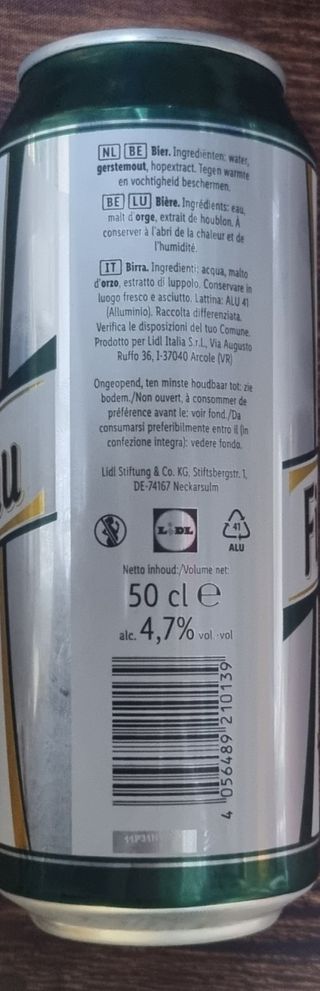 NL BE Bier. Ingrediënten: water,
gerstemout, hopextract. Tegen warmte
en vochtigheid beschermen.
BE LU Bière. Ingrédients: eau,
malt d'orge, extrait de houblon. À
conserver à l'abri de la chaleur et de
l'humidité.
IT Birra. Ingredienti: acqua, malto
d'orzo, estratto di luppolo. Conservare in
luogo fresco e asciutto. Lattina: ALU 41
(Alluminio). Raccolta differenziata.
Verifica le disposizioni del tuo Comune.
Prodotto per Lidl Italia S.r.L., Via Augusto
Ruffo 36, I-37040 Arcole (VR)
Ongeopend, ten minste houdbaar tot: zie
bodem./Non ouvert, à consommer de
préférence avant le: voir fond./Da
consumarsi preferibilmente entro il (in
confezione integra): vedere fondo.
Lidl Stiftung & Co. KG, Stiftsbergstr. 1,
DE-74167 Neckarsulm
LIDL
41
ALU
Netto inhoud:/Volume net:
50 cl e
alc. 4,7% vol -vol
4 056489 210139
u
F